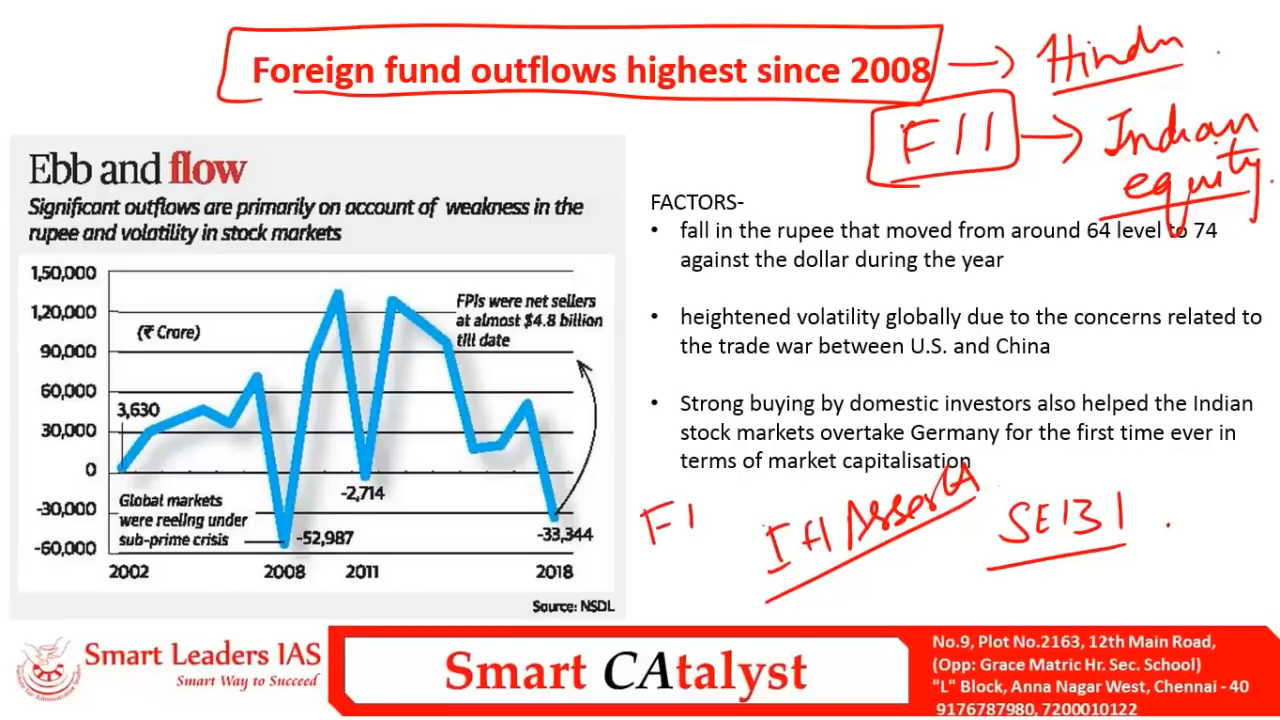 Foreign fund outflows highest since 2008
Hindu
FII
Indian
equity
Ebb and flow
Significant outflows are primarily on account of weakness in the
rupee and volatility in stock markets
1,50,000
1,20,000
90,000
60,000
30,000
0
-30,000
-60,000
(₹ Crore)
FPIs were net sellers
at almost $4.8 billion
till date
3,630
Global markets
were reeling under
sub-prime crisis
-52,987
-2,714
-33,344
2002 2008 2011 2018
Source: NSDL
FACTORS-
• fall in the rupee that moved from around 64 level to 74
against the dollar during the year
• heightened volatility globally due to the concerns related to
the trade war between U.S. and China
• Strong buying by domestic investors also helped the Indian
stock markets overtake Germany for the first time ever in
terms of market capitalisation
FI
SEBI
Smart Leaders IAS
Smart Way to Succeed
Smart CAtalyst
No.9, Plot No.2163, 12th Main Road,
(Opp: Grace Matric Hr. Sec. School)
"L" Block, Anna Nagar West, Chennai - 40
9176787980, 7200010122